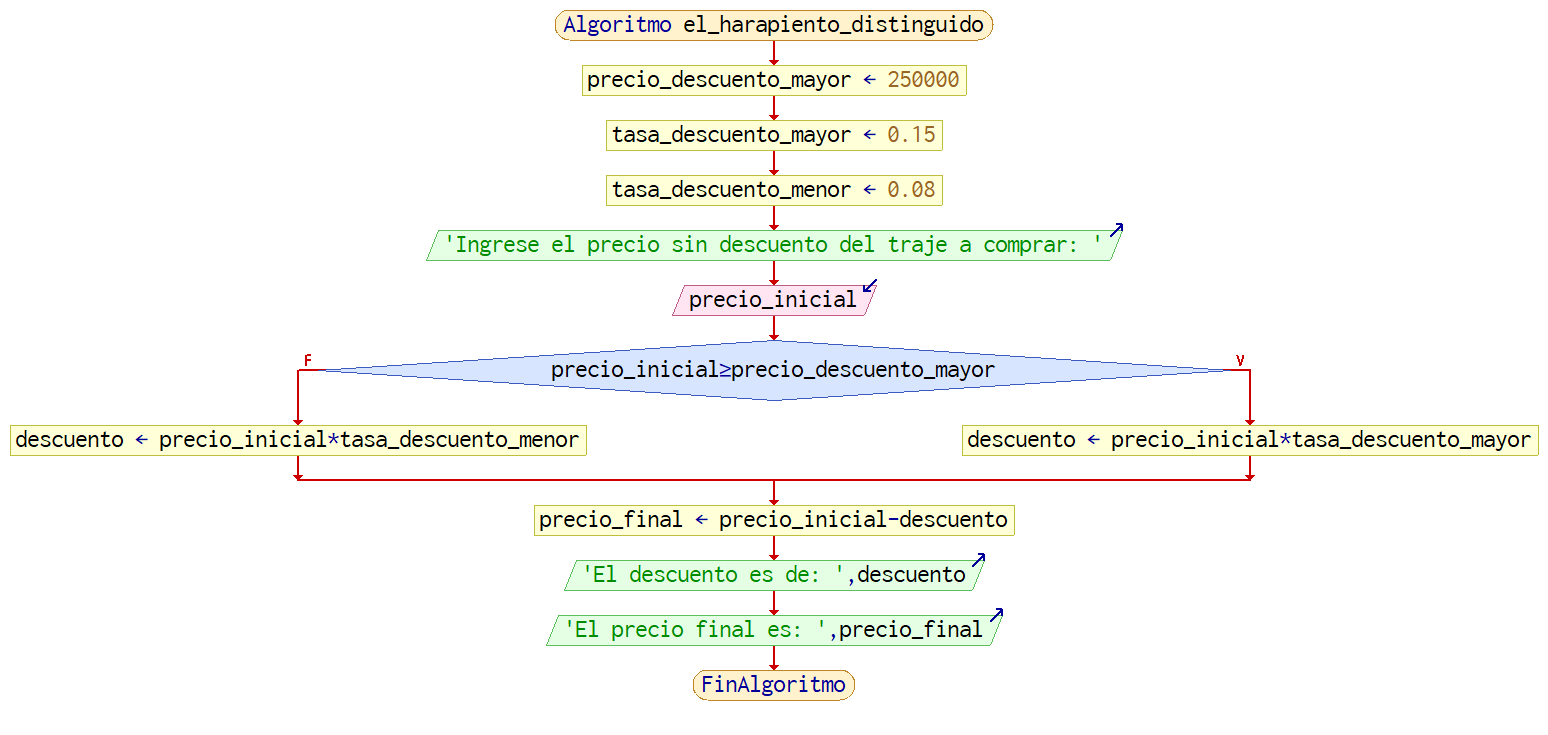 Algoritmo el_harapiento_distinguido
precio_descuento_mayor ← 250000
tasa_descuento_mayor ← 0.15
tasa_descuento_menor ← 0.08
'Ingrese el precio sin descuento del traje a comprar: '
precio_inicial
F
V
precio_inicial≥precio_descuento_mayor
descuento ← precio_inicial*tasa_descuento_menor
descuento ← precio_inicial*tasa_descuento_mayor
precio_final ← precio_inicial-descuento
'El descuento es de: ',descuento
'El precio final es: ',precio_final
FinAlgoritmo